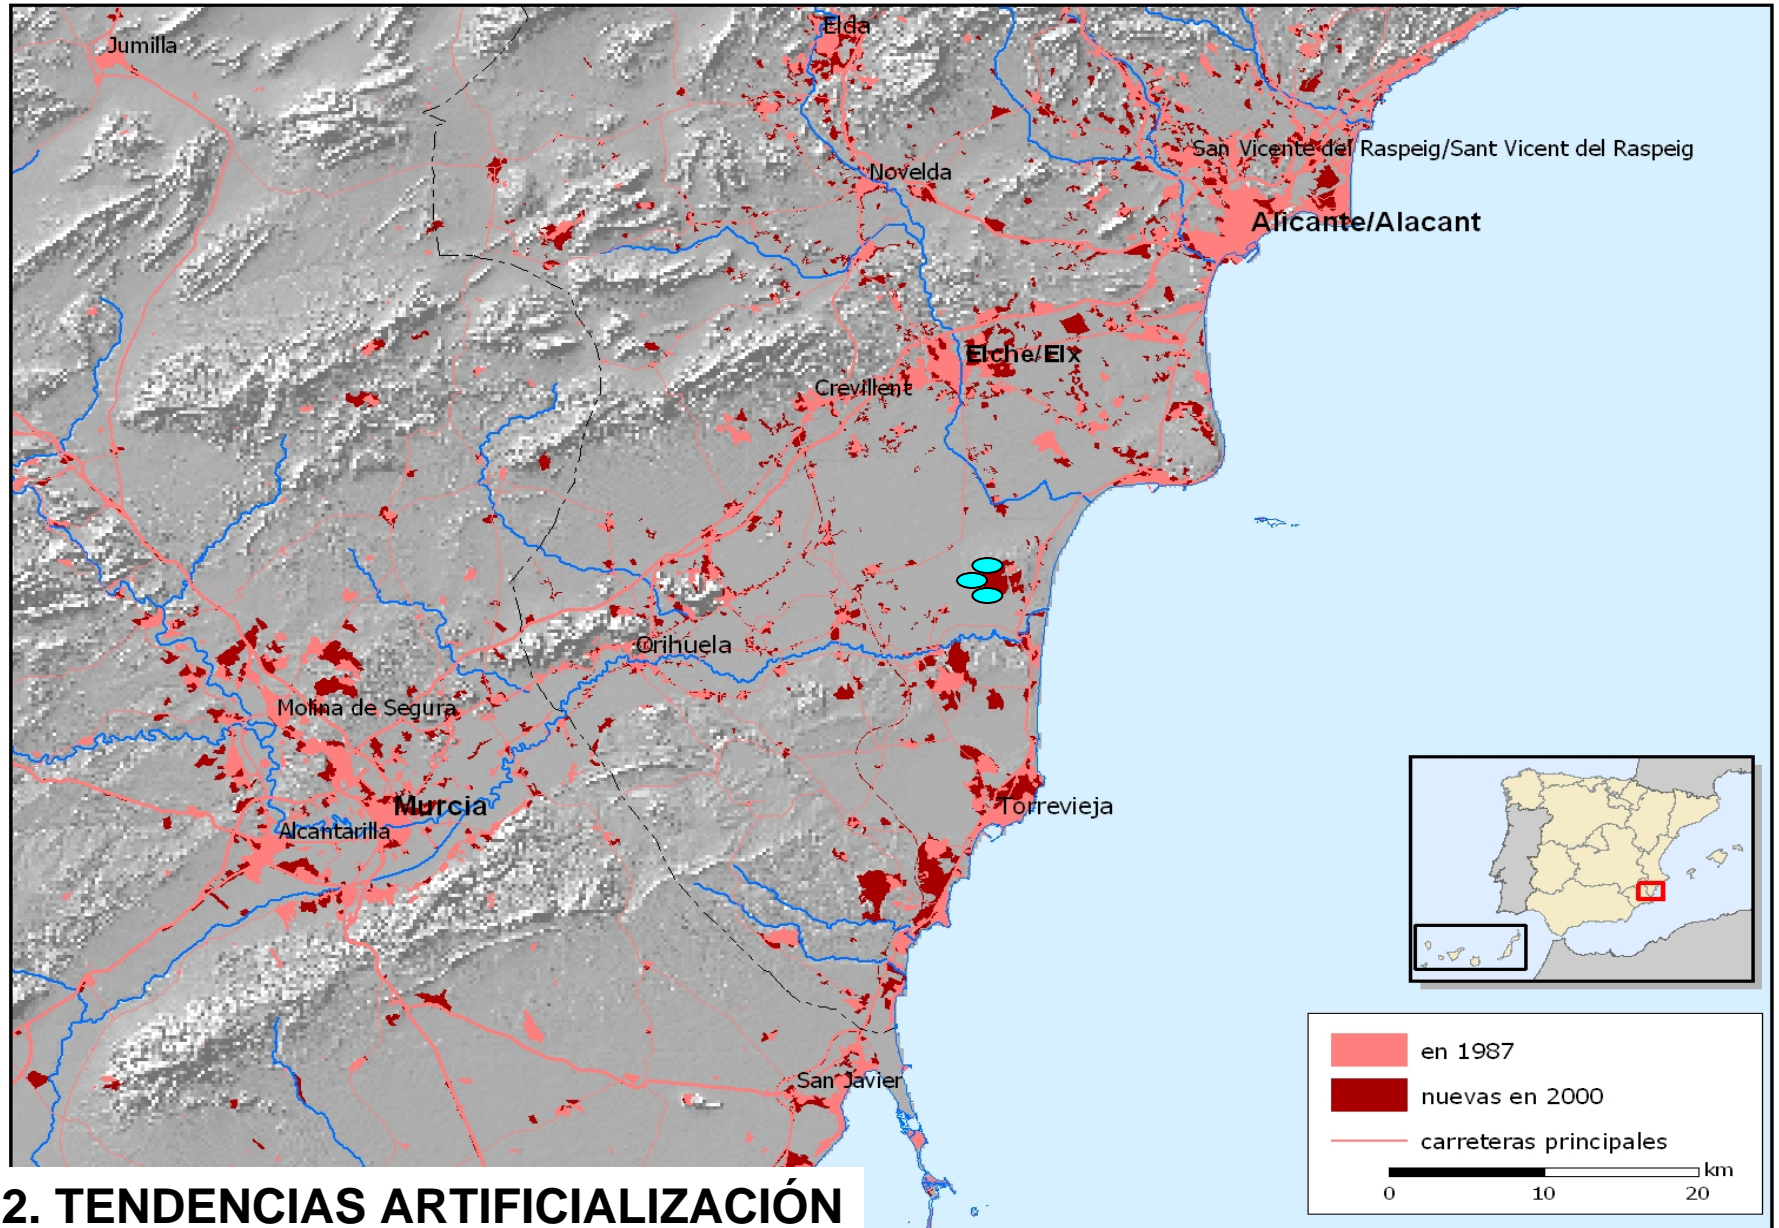 Elda
Jumilla
San Vicente del Raspeig/Sant Vicent del Raspeig
Novelda
Alicante/Alacant
Elche/Elx
Crevillent
Orihuela
Molina de Segura
Murcia
Torrevieja
Alcantarilla
San Javier
en 1987
nuevas en 2000
carreteras principales
km
0 10 20
2. TENDENCIAS ARTIFICIALIZACIÓN